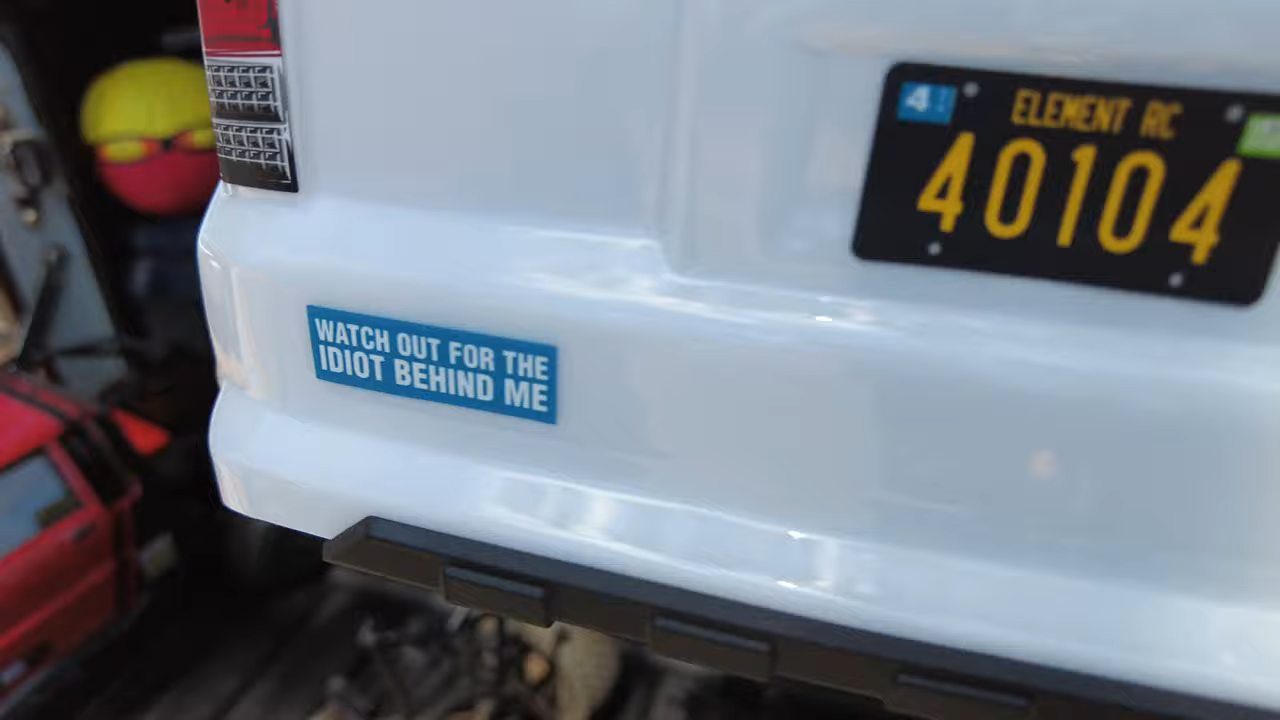 4
ELEMENT RC
40104
WATCH OUT FOR THE
IDIOT BEHIND ME